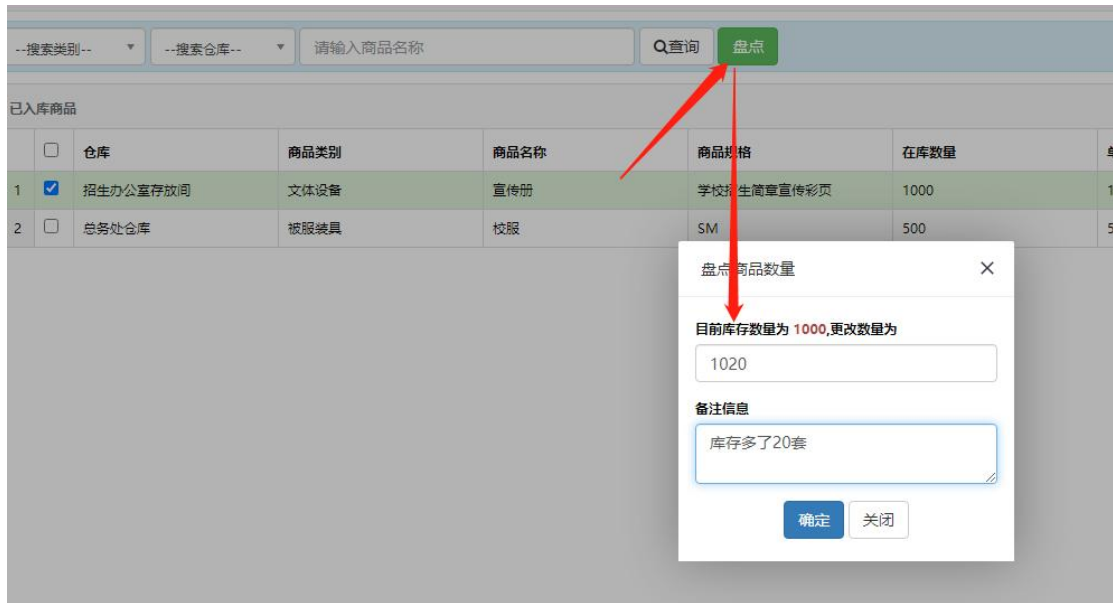 --搜索类别-- --搜索仓库-- 请输入商品名称 查询 盘点
已入库商品
仓库 商品类别 商品名称 商品规格 在库数量
1 招生办公室存放间 文体设备 宣传册 学校招生简章宣传彩页 1000 1
2 总务处仓库 被服装具 校服 SM 500 5
盘点商品数量
目前库存数量为 1000,更改数量为
1020
备注信息
库存多了20套
确定 关闭